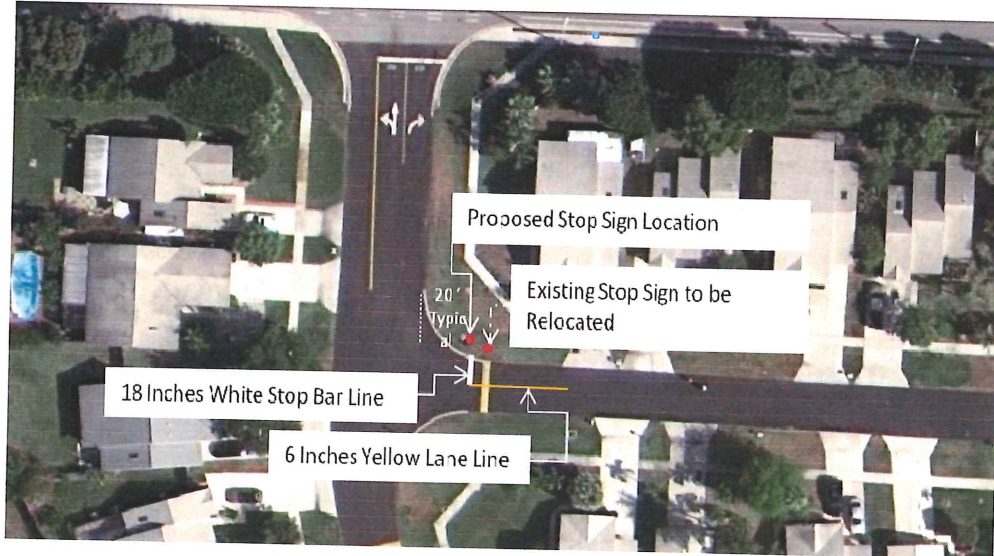 Proposed Stop Sign Location
Existing Stop Sign to be
Relocated
20'
Typic
al
18 Inches White Stop Bar Line
6 Inches Yellow Lane Line